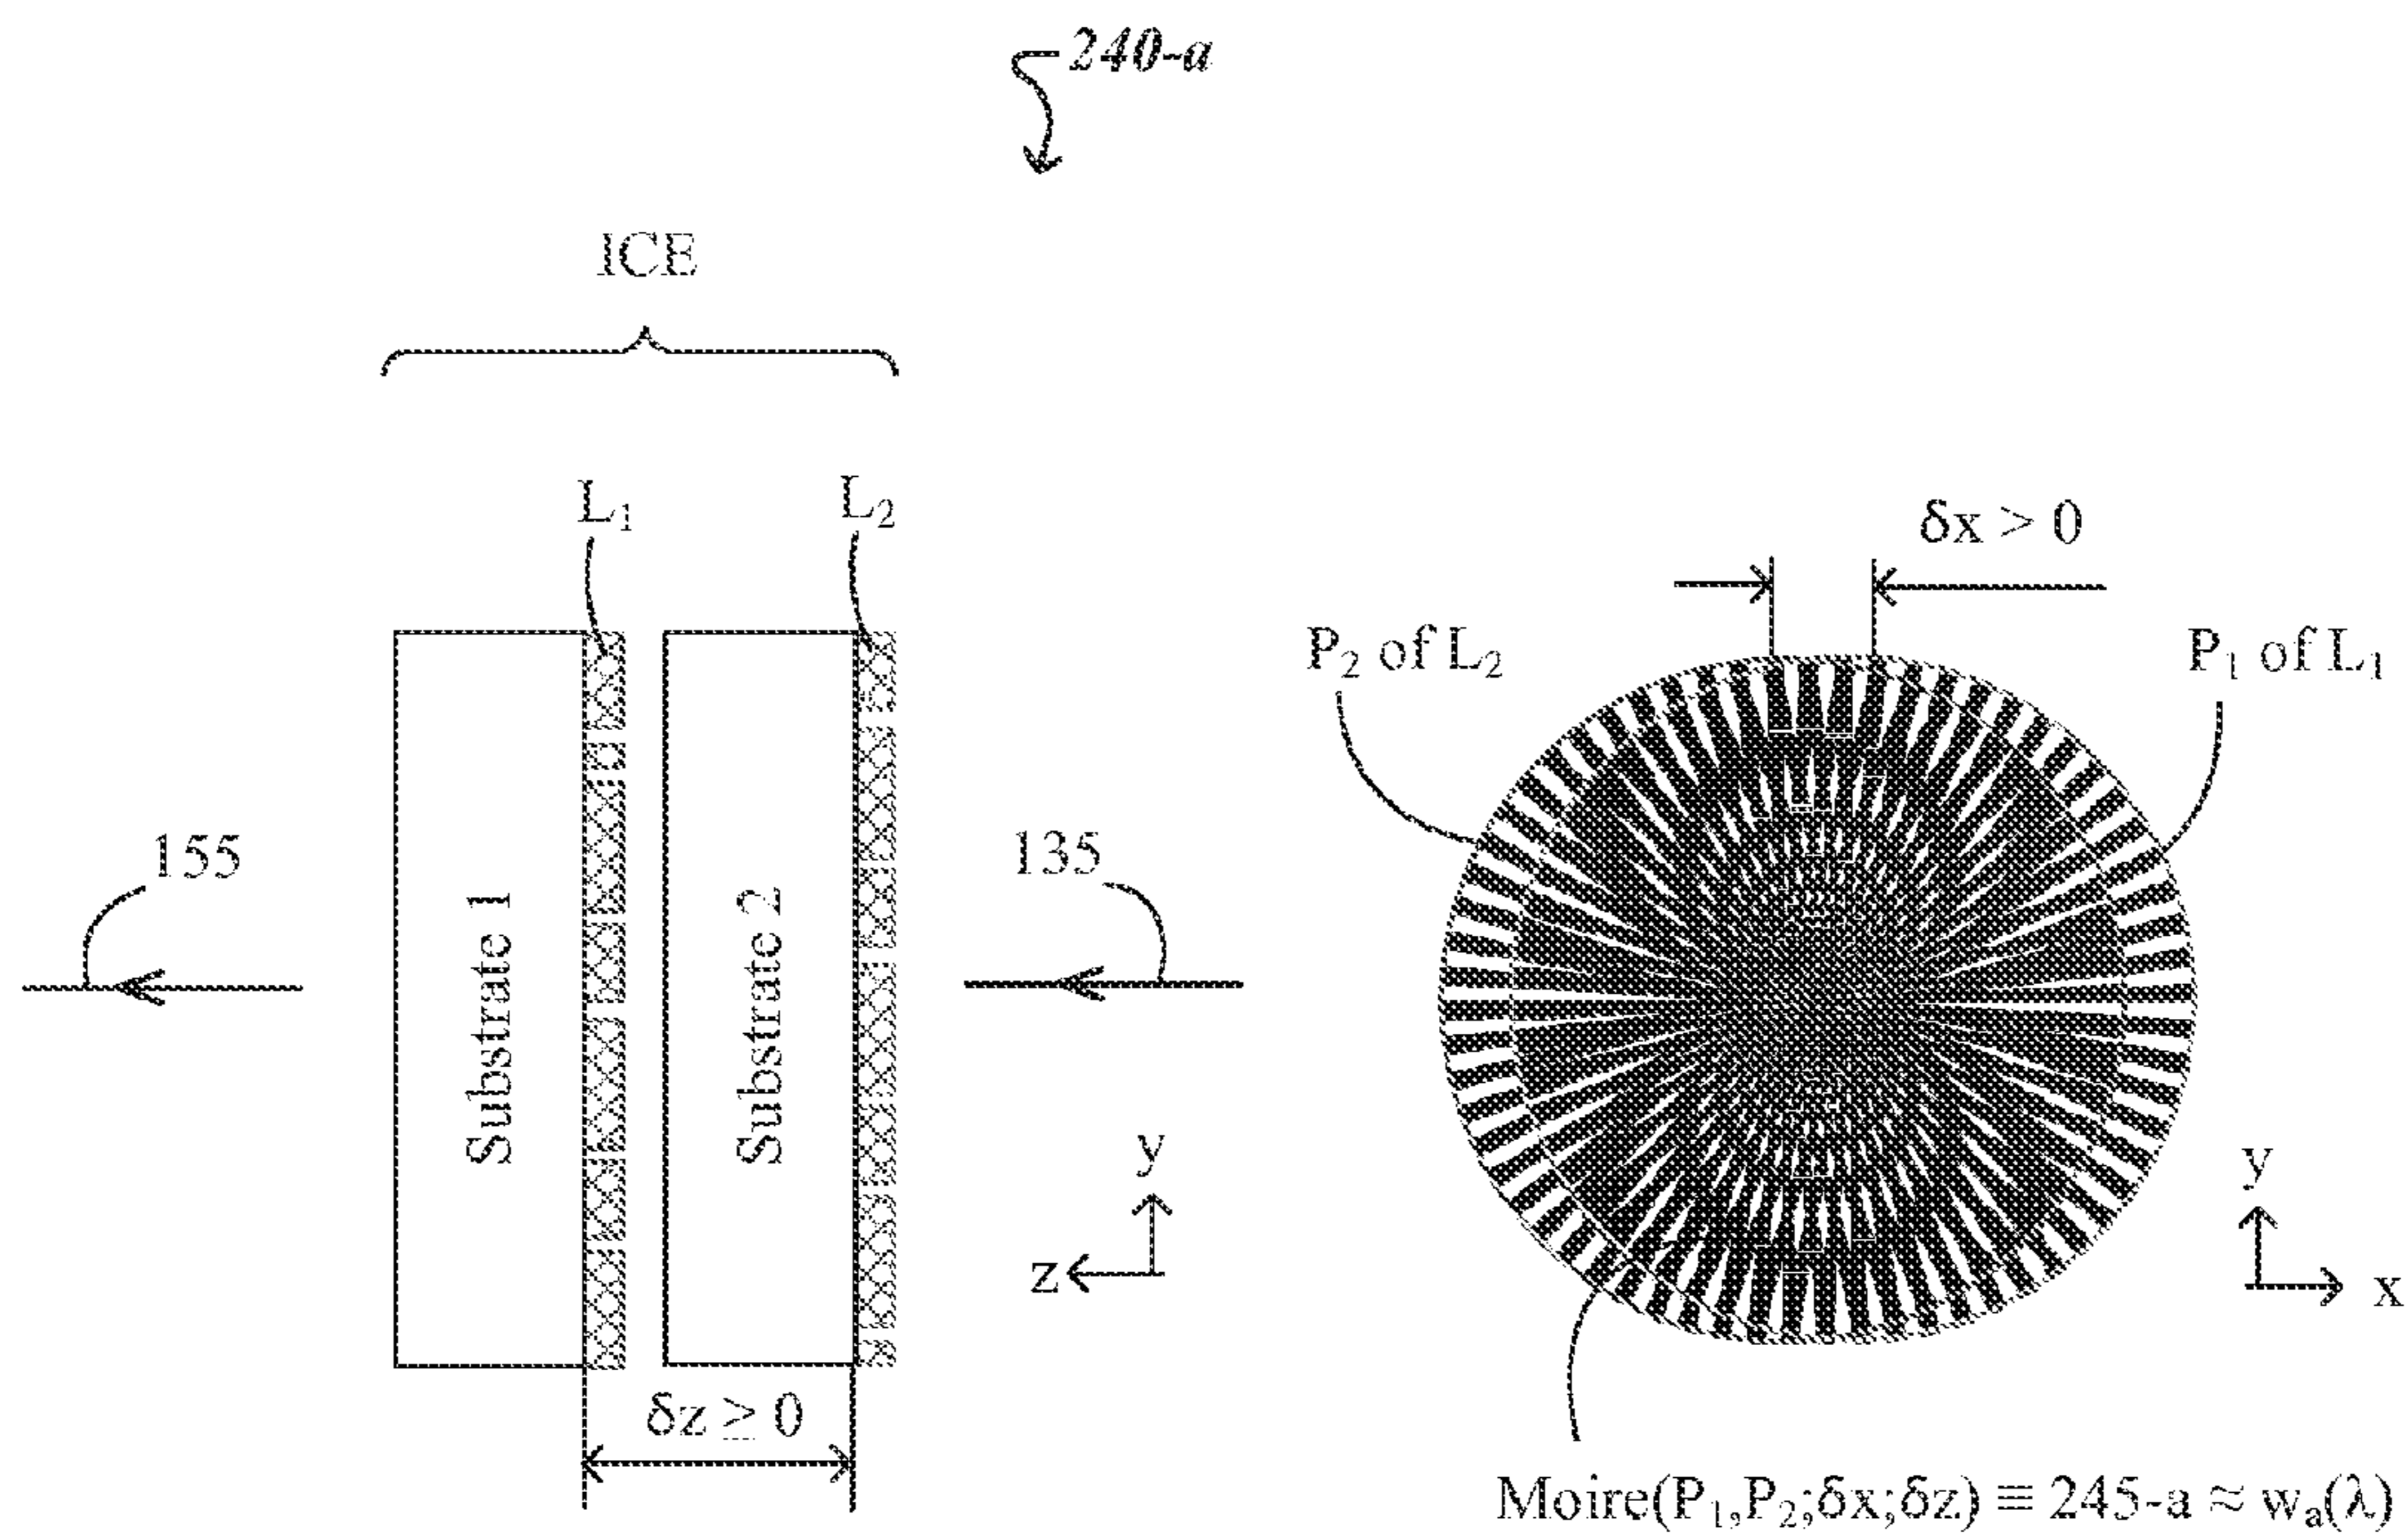 240-a
ICE
L₁
L₂
δx > 0
P₂ of L₂
P₁ of L₁
155
135
Substrate 1
Substrate 2
y
z
y
x
δz ≥ 0
Moire(P₁,P₂;δx;δz) ≡ 245-a ≈ wₐ(λ)